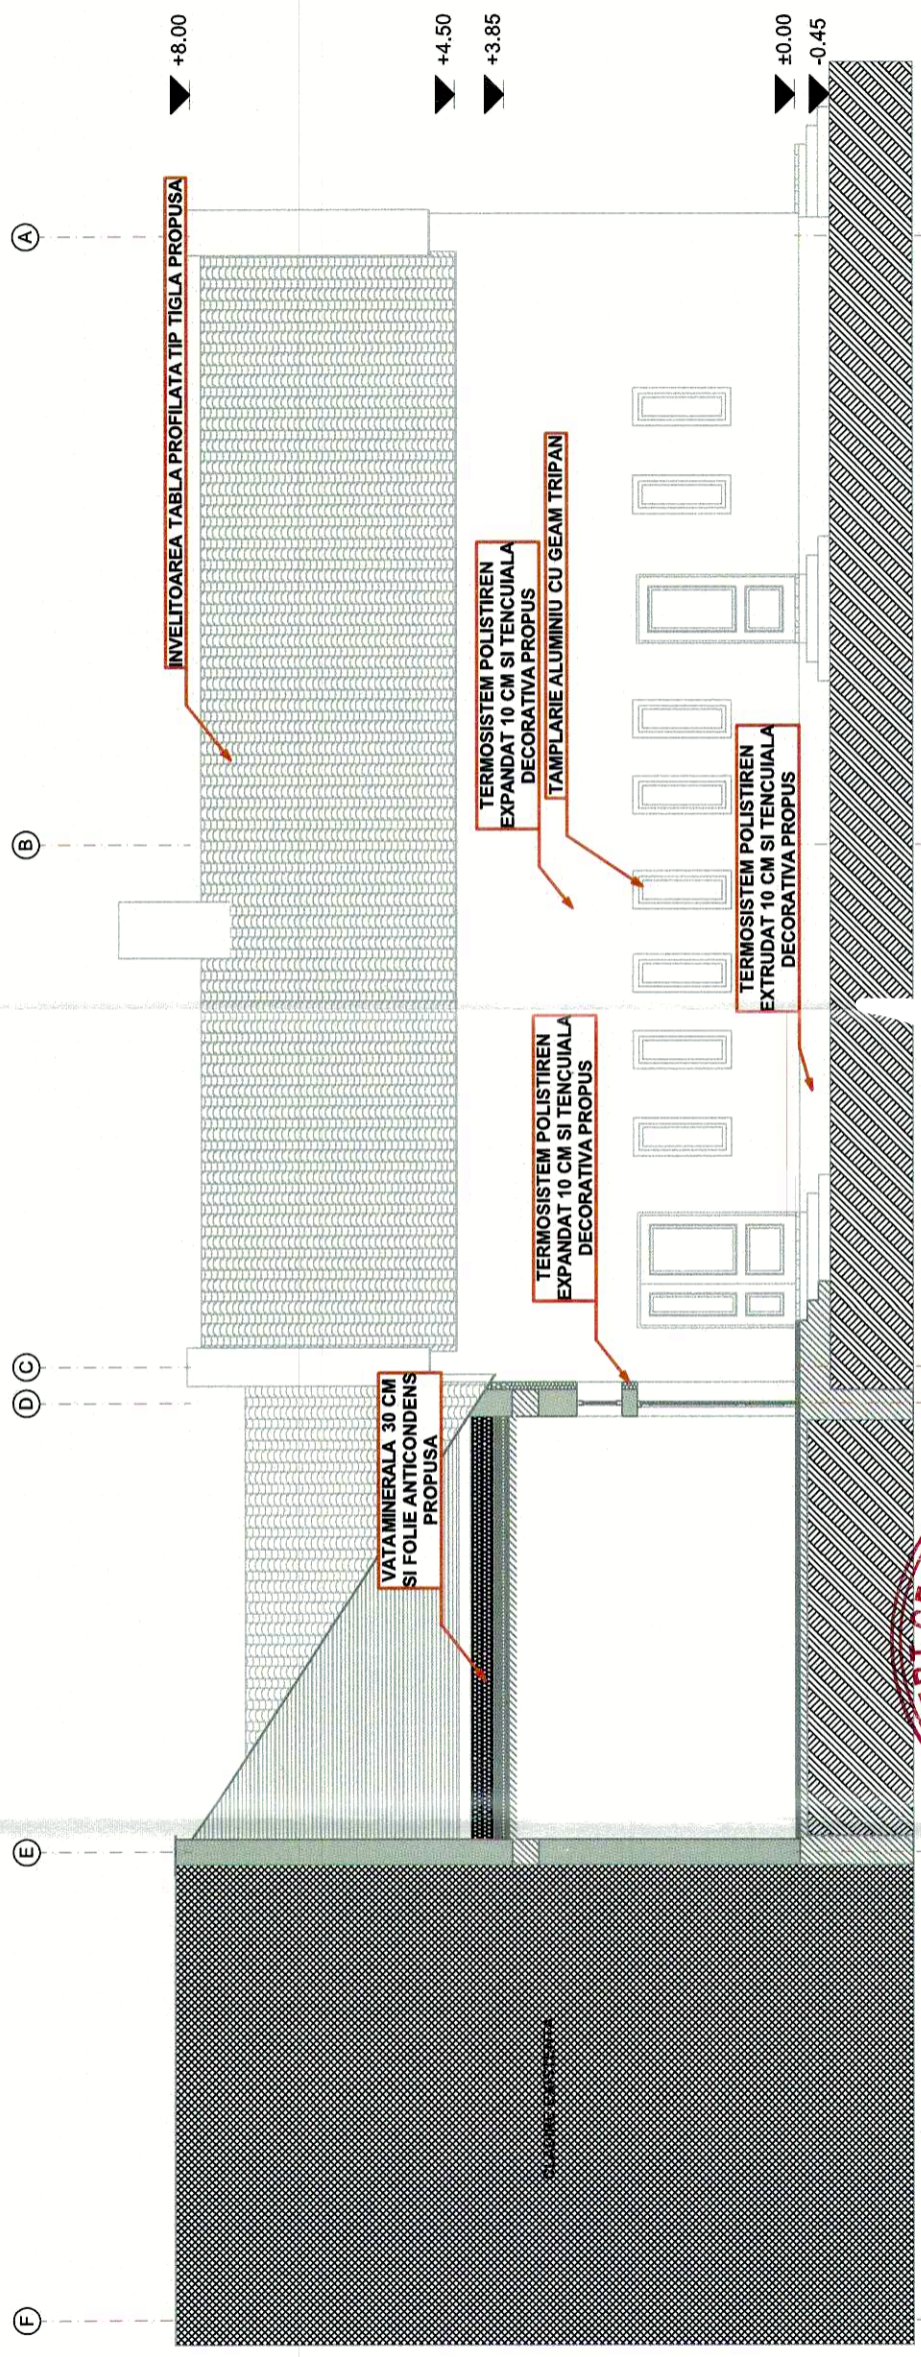 F
E
D
C
B
A
+8.00
+4.50
+3.85
±0.00
-0.45
INVELITOAREA TABLA PROFILATA TIP TIGLA PROPUSA
VATA MINERALA 30 CM
SI FOLIE ANTICONDENS
PROPUSA
TERMOSISTEM POLISTIREN
EXPANDAT 10 CM SI TENCUIALA
DECORATIVA PROPUS
TAMPLARIE ALUMINIU CU GEAM TRIPAN
TERMOSISTEM POLISTIREN
EXPANDAT 10 CM SI TENCUIALA
DECORATIVA PROPUS
TERMOSISTEM POLISTIREN
EXTRUDAT 10 CM SI TENCUIALA
DECORATIVA PROPUS
CLADIRE EXISTENTA